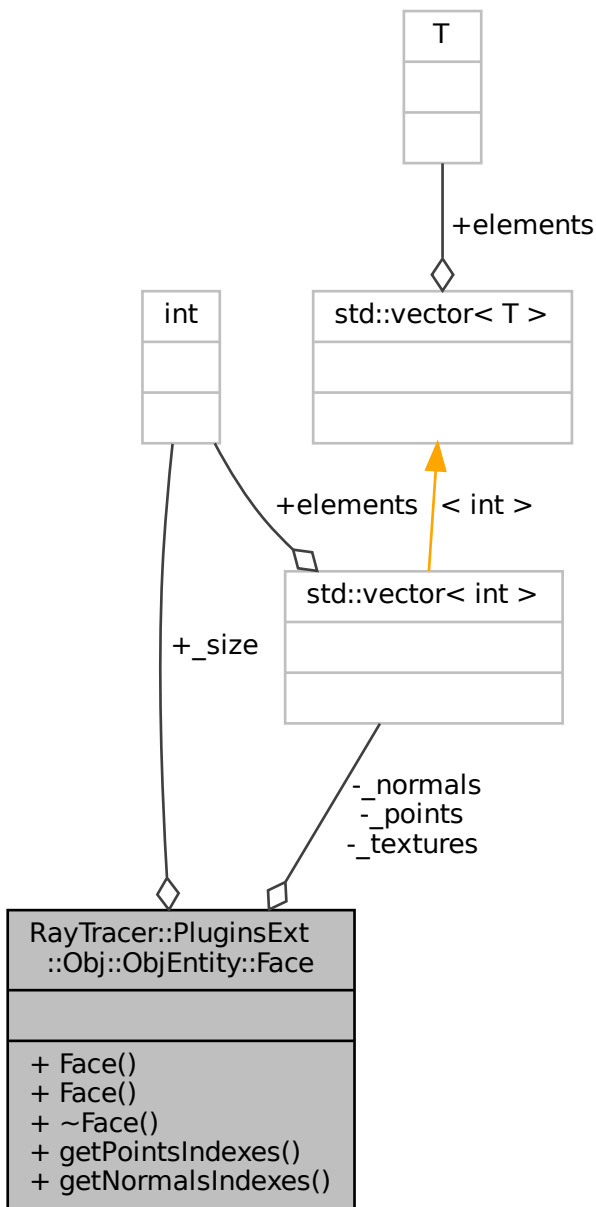 T
+elements
int
std::vector< T >
+elements
< int >
std::vector< int >
+_size
-_normals
-_points
-_textures
RayTracer::PluginsExt
::Obj::ObjEntity::Face
+ Face()
+ Face()
+ ~Face()
+ getPointsIndexes()
+ getNormalsIndexes()